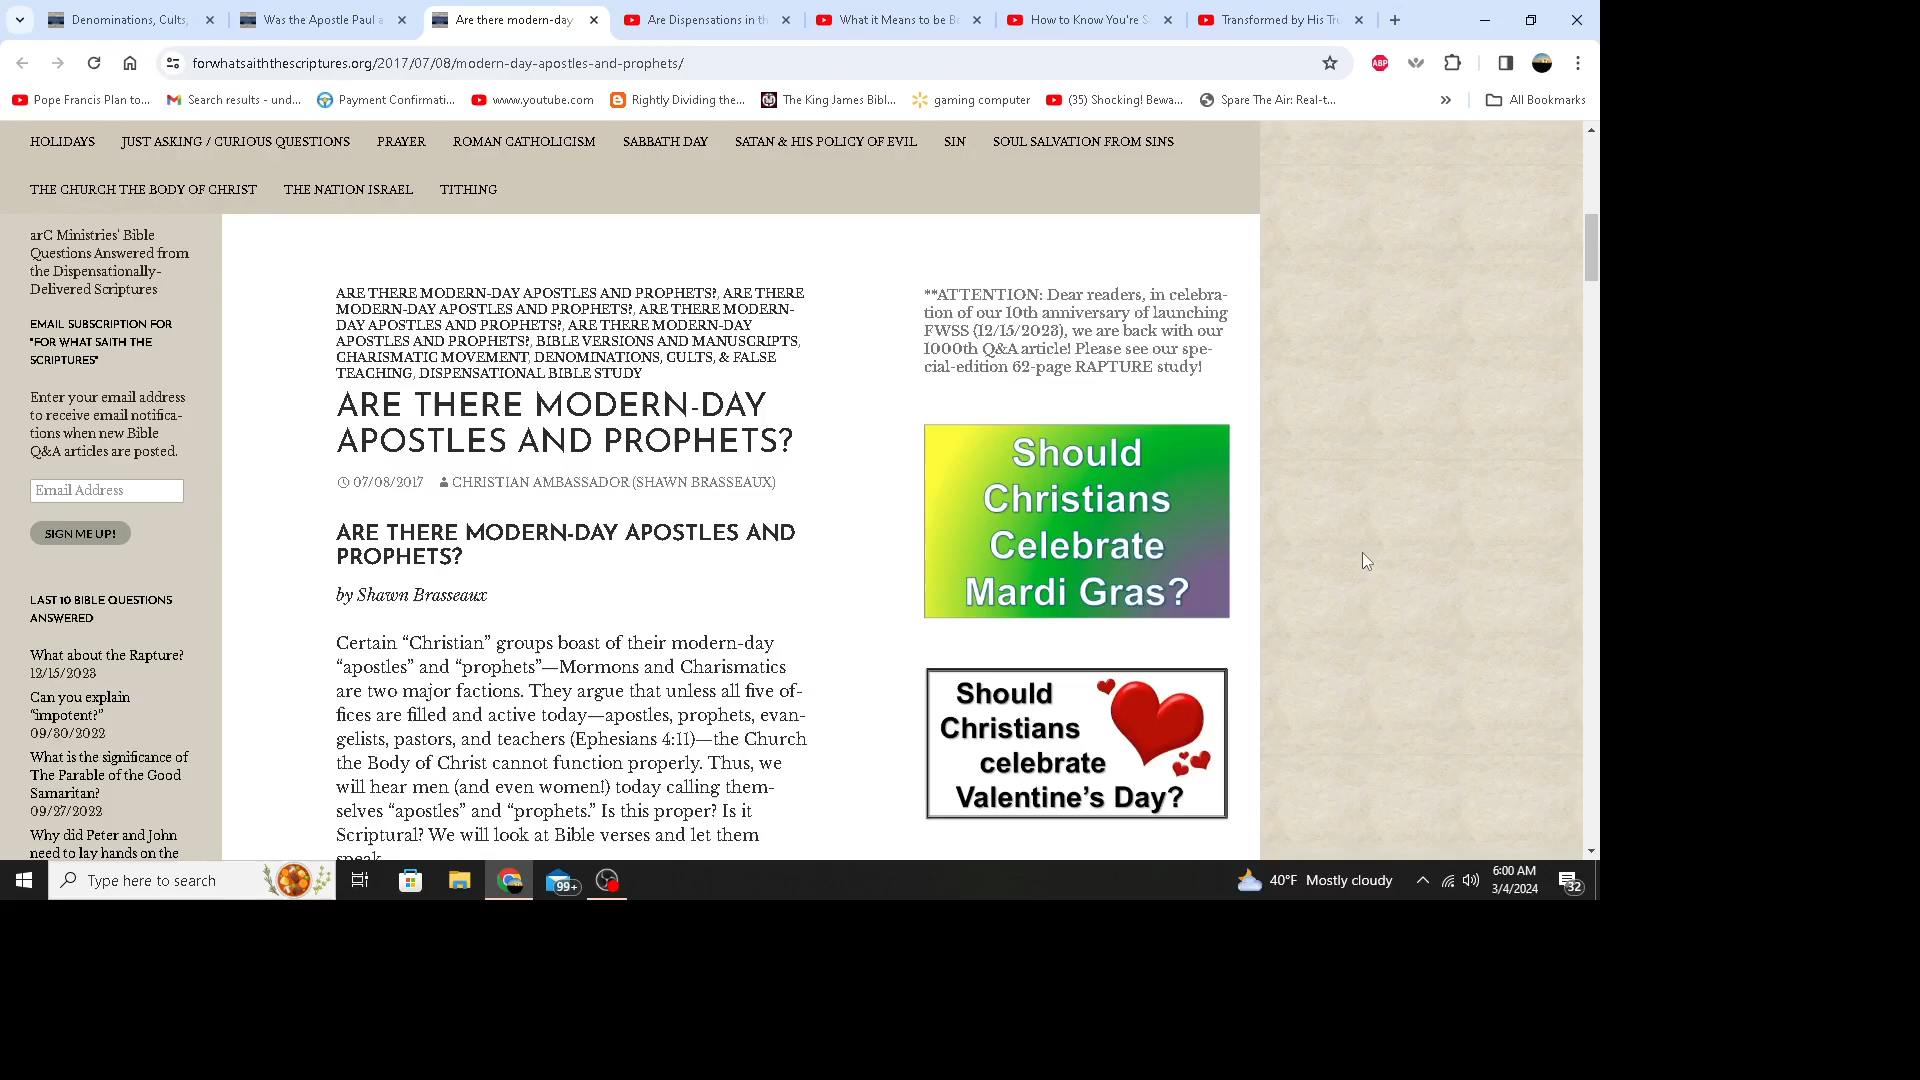 Denominations, Cults,
Was the Apostle Paul a
Are there modern-day
Are Dispensations in th
What it Means to be B
How to Know You're S
Transformed by His Tru
forwhatsaiththescriptures.org/2017/07/08/modern-day-apostles-and-prophets/
ABP
Pope Francis Plan to...
Search results - und...
Payment Confirmati...
www.youtube.com
Rightly Dividing the...
The King James Bibl...
gaming computer
(35) Shocking! Bewa...
Spare The Air: Real-t...
All Bookmarks
HOLIDAYS JUST ASKING / CURIOUS QUESTIONS PRAYER ROMAN CATHOLICISM SABBATH DAY SATAN & HIS POLICY OF EVIL SIN SOUL SALVATION FROM SINS
THE CHURCH THE BODY OF CHRIST THE NATION ISRAEL TITHING
arC Ministries' Bible
Questions Answered from
the Dispensationally-
Delivered Scriptures
EMAIL SUBSCRIPTION FOR
"FOR WHAT SAITH THE
SCRIPTURES"
Enter your email address
to receive email notifica-
tions when new Bible
Q&A articles are posted.
Email Address
SIGN ME UP!
LAST 10 BIBLE QUESTIONS
ANSWERED
What about the Rapture?
12/15/2023
Can you explain
“impotent?”
09/30/2022
What is the significance of
The Parable of the Good
Samaritan?
09/27/2022
Why did Peter and John
need to lay hands on the
ARE THERE MODERN-DAY APOSTLES AND PROPHETS?, ARE THERE
MODERN-DAY APOSTLES AND PROPHETS?, ARE THERE MODERN-
DAY APOSTLES AND PROPHETS?, ARE THERE MODERN-DAY
APOSTLES AND PROPHETS?, BIBLE VERSIONS AND MANUSCRIPTS,
CHARISMATIC MOVEMENT, DENOMINATIONS, CULTS, & FALSE
TEACHING, DISPENSATIONAL BIBLE STUDY
ARE THERE MODERN-DAY
APOSTLES AND PROPHETS?
07/08/2017 CHRISTIAN AMBASSADOR (SHAWN BRASSEAUX)
ARE THERE MODERN-DAY APOSTLES AND
PROPHETS?
by Shawn Brasseaux
Certain “Christian” groups boast of their modern-day
“apostles” and “prophets”—Mormons and Charismatics
are two major factions. They argue that unless all five of-
fices are filled and active today—apostles, prophets, evan-
gelists, pastors, and teachers (Ephesians 4:11)—the Church
the Body of Christ cannot function properly. Thus, we
will hear men (and even women!) today calling them-
selves “apostles” and “prophets.” Is this proper? Is it
Scriptural? We will look at Bible verses and let them
speak
**ATTENTION: Dear readers, in celebra-
tion of our 10th anniversary of launching
FWSS (12/15/2023), we are back with our
1000th Q&A article! Please see our spe-
cial-edition 62-page RAPTURE study!
Should
Christians
Celebrate
Mardi Gras?
Should
Christians
celebrate
Valentine's Day?
Type here to search
99+
40°F Mostly cloudy
6:00 AM
3/4/2024
32